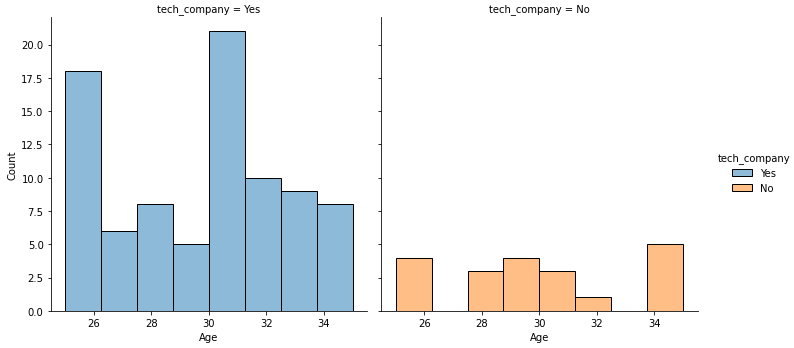 tech_company = Yes
tech_company = No
20.0
17.5
15.0
12.5
10.0
7.5
5.0
2.5
0.0
Count
26 28 30 32 34
Age
26 28 30 32 34
Age
tech_company
Yes
No